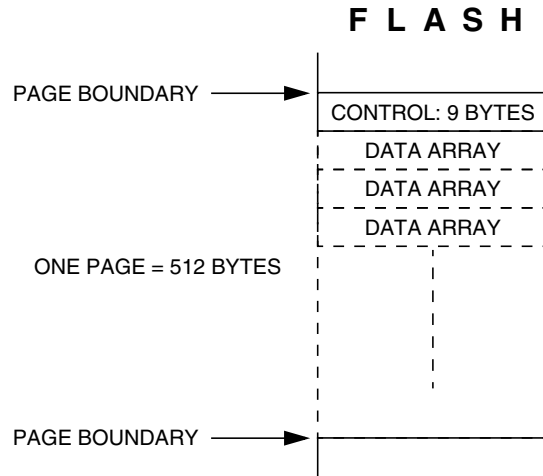 F L A S H
PAGE BOUNDARY
CONTROL: 9 BYTES
DATA ARRAY
DATA ARRAY
DATA ARRAY
ONE PAGE = 512 BYTES
PAGE BOUNDARY